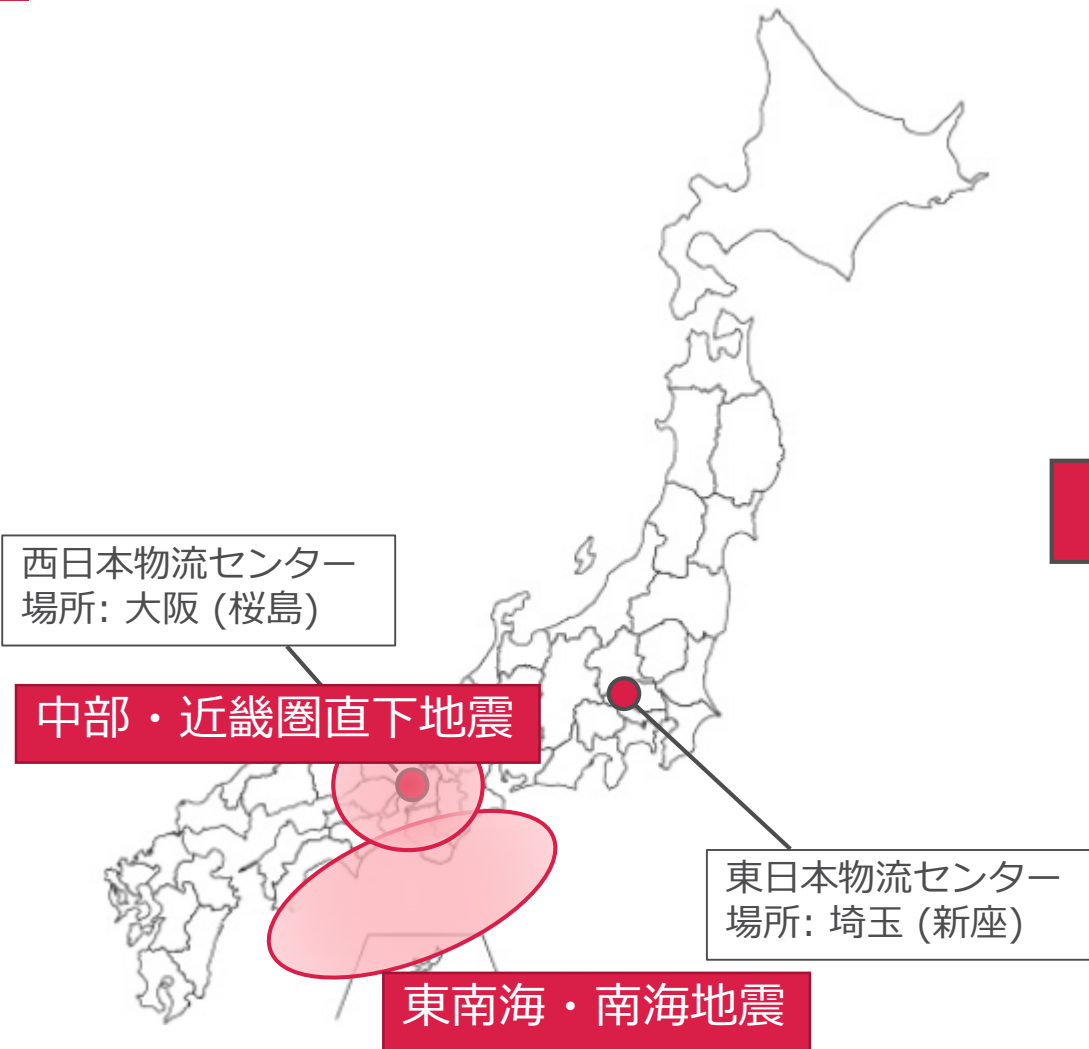 西日本物流センター
場所: 大阪 (桜島)
中部・近畿圏直下地震
東日本物流センター
場所: 埼玉 (新座)
東南海・南海地震